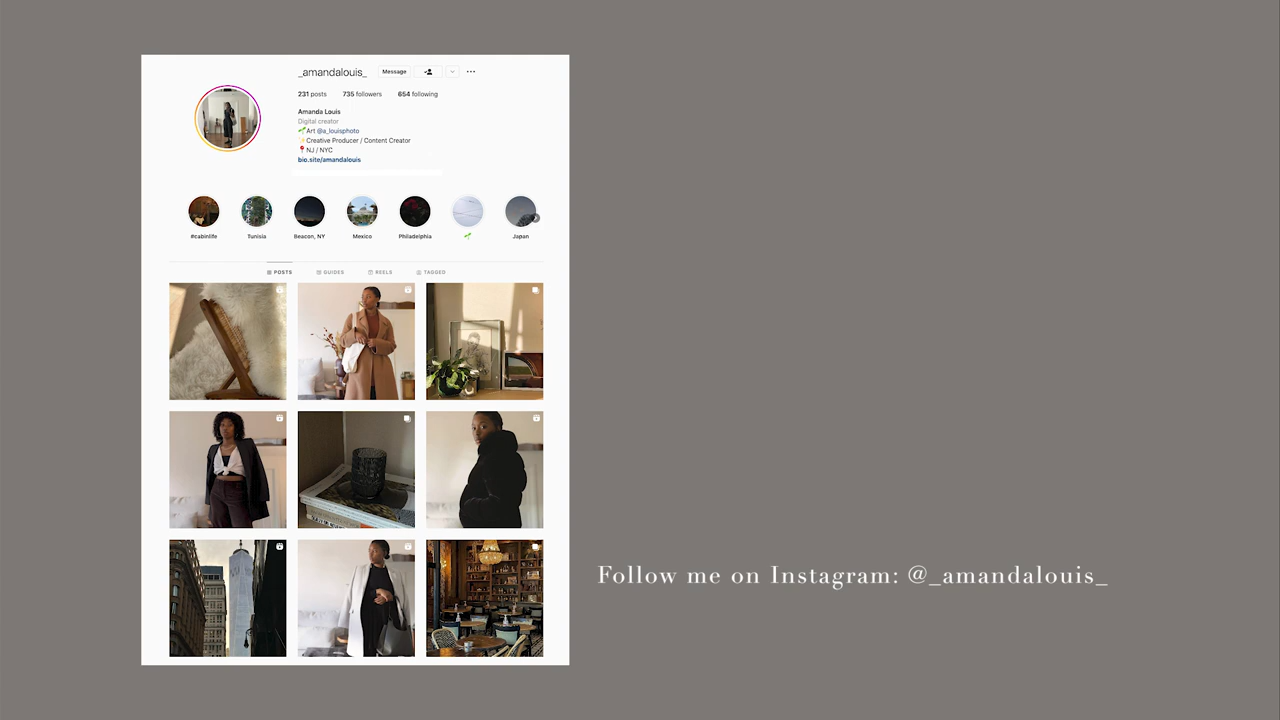 _amandalouis_ Message
231 posts 735 followers 654 following
Amanda Louis
Digital creator
🌱Art @a_louisphoto
✨Creative Producer / Content Creator
📍NJ / NYC
bio.site/amandalouis
#cabinlife Tunisia Beacon, NY Mexico Philadelphia 🌱 Japan
POSTS GUIDES REELS TAGGED
Follow me on Instagram: @_amandalouis_